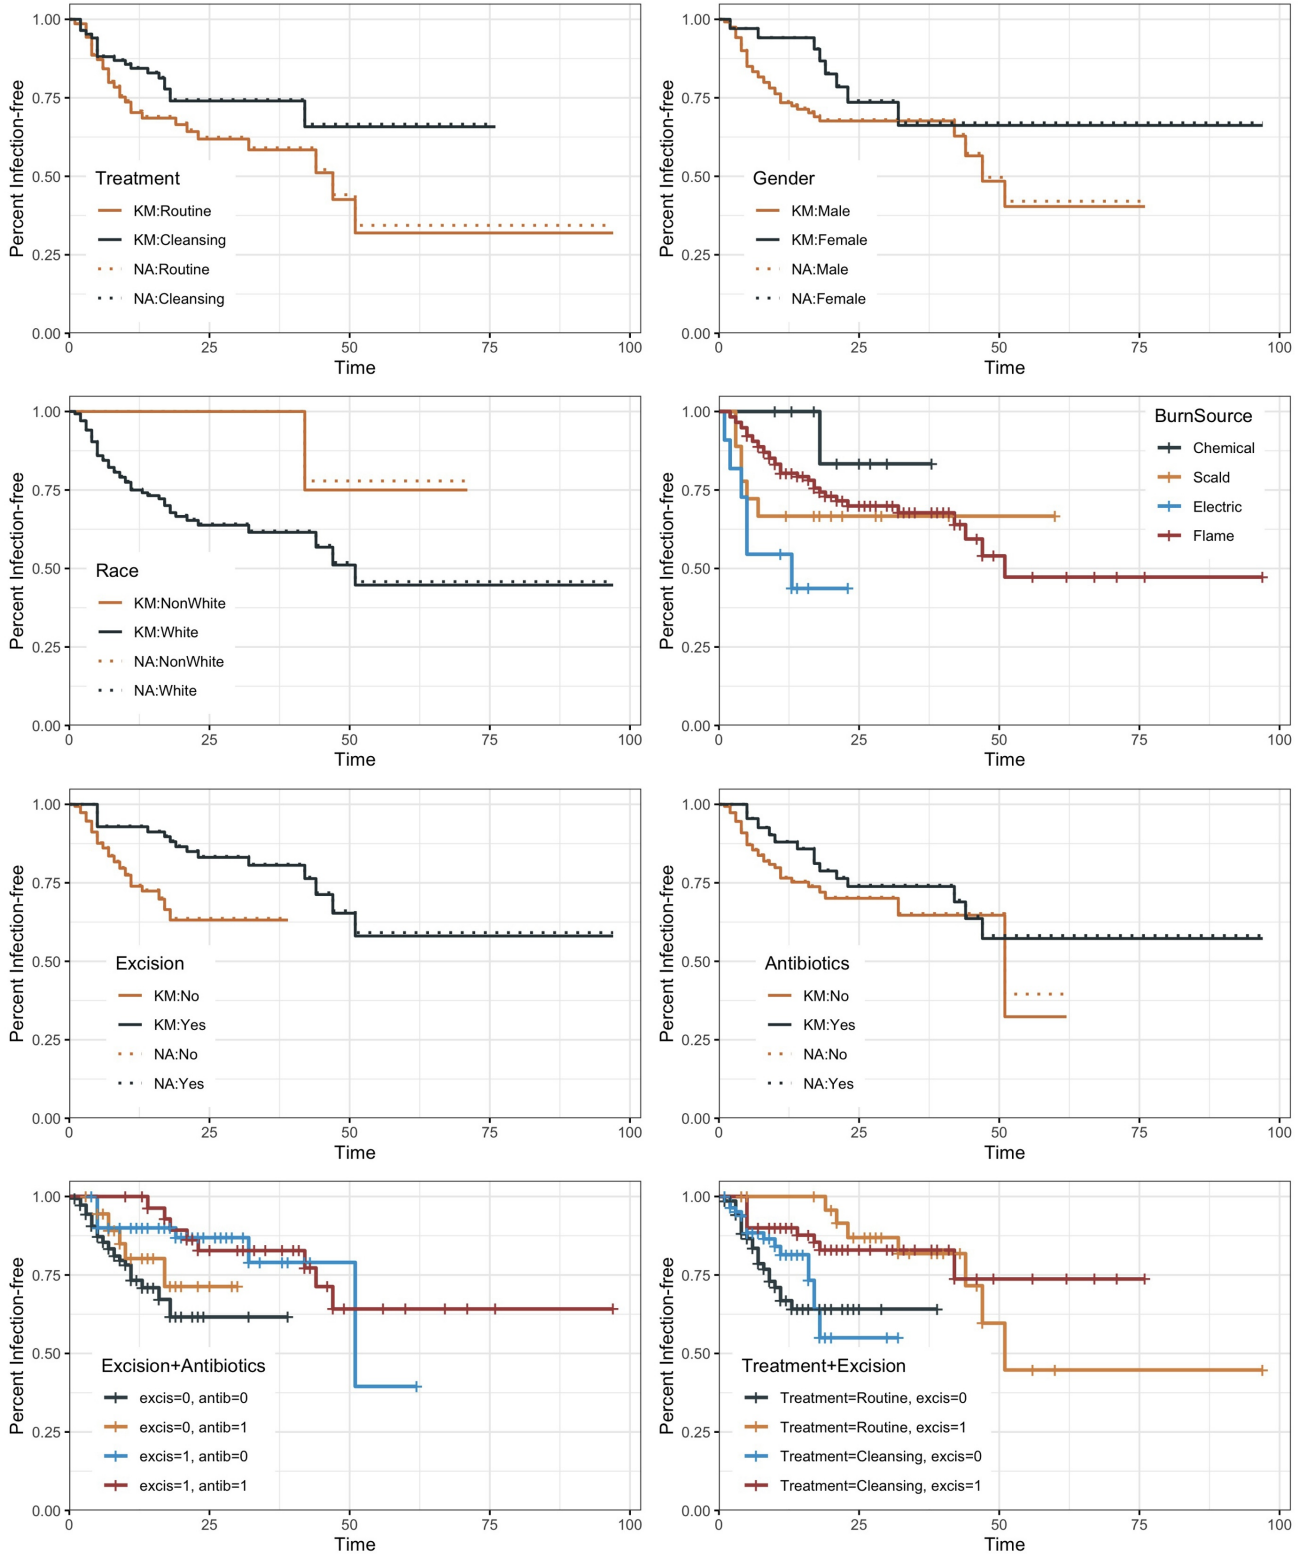 Percent Infection-free
1.00
0.75
0.50
0.25
0.00
Treatment
KM:Routine
KM:Cleansing
NA:Routine
NA:Cleansing
0 25 50 75 100
Time
Percent Infection-free
1.00
0.75
0.50
0.25
0.00
Gender
KM:Male
KM:Female
NA:Male
NA:Female
0 25 50 75 100
Time
Percent Infection-free
1.00
0.75
0.50
0.25
0.00
Race
KM:NonWhite
KM:White
NA:NonWhite
NA:White
0 25 50 75 100
Time
Percent Infection-free
1.00
0.75
0.50
0.25
0.00
BurnSource
Chemical
Scald
Electric
Flame
0 25 50 75 100
Time
Percent Infection-free
1.00
0.75
0.50
0.25
0.00
Excision
KM:No
KM:Yes
NA:No
NA:Yes
0 25 50 75 100
Time
Percent Infection-free
1.00
0.75
0.50
0.25
0.00
Antibiotics
KM:No
KM:Yes
NA:No
NA:Yes
0 25 50 75 100
Time
Percent Infection-free
1.00
0.75
0.50
0.25
0.00
Excision+Antibiotics
excis=0, antib=0
excis=0, antib=1
excis=1, antib=0
excis=1, antib=1
0 25 50 75 100
Time
Percent Infection-free
1.00
0.75
0.50
0.25
0.00
Treatment+Excision
Treatment=Routine, excis=0
Treatment=Routine, excis=1
Treatment=Cleansing, excis=0
Treatment=Cleansing, excis=1
0 25 50 75 100
Time